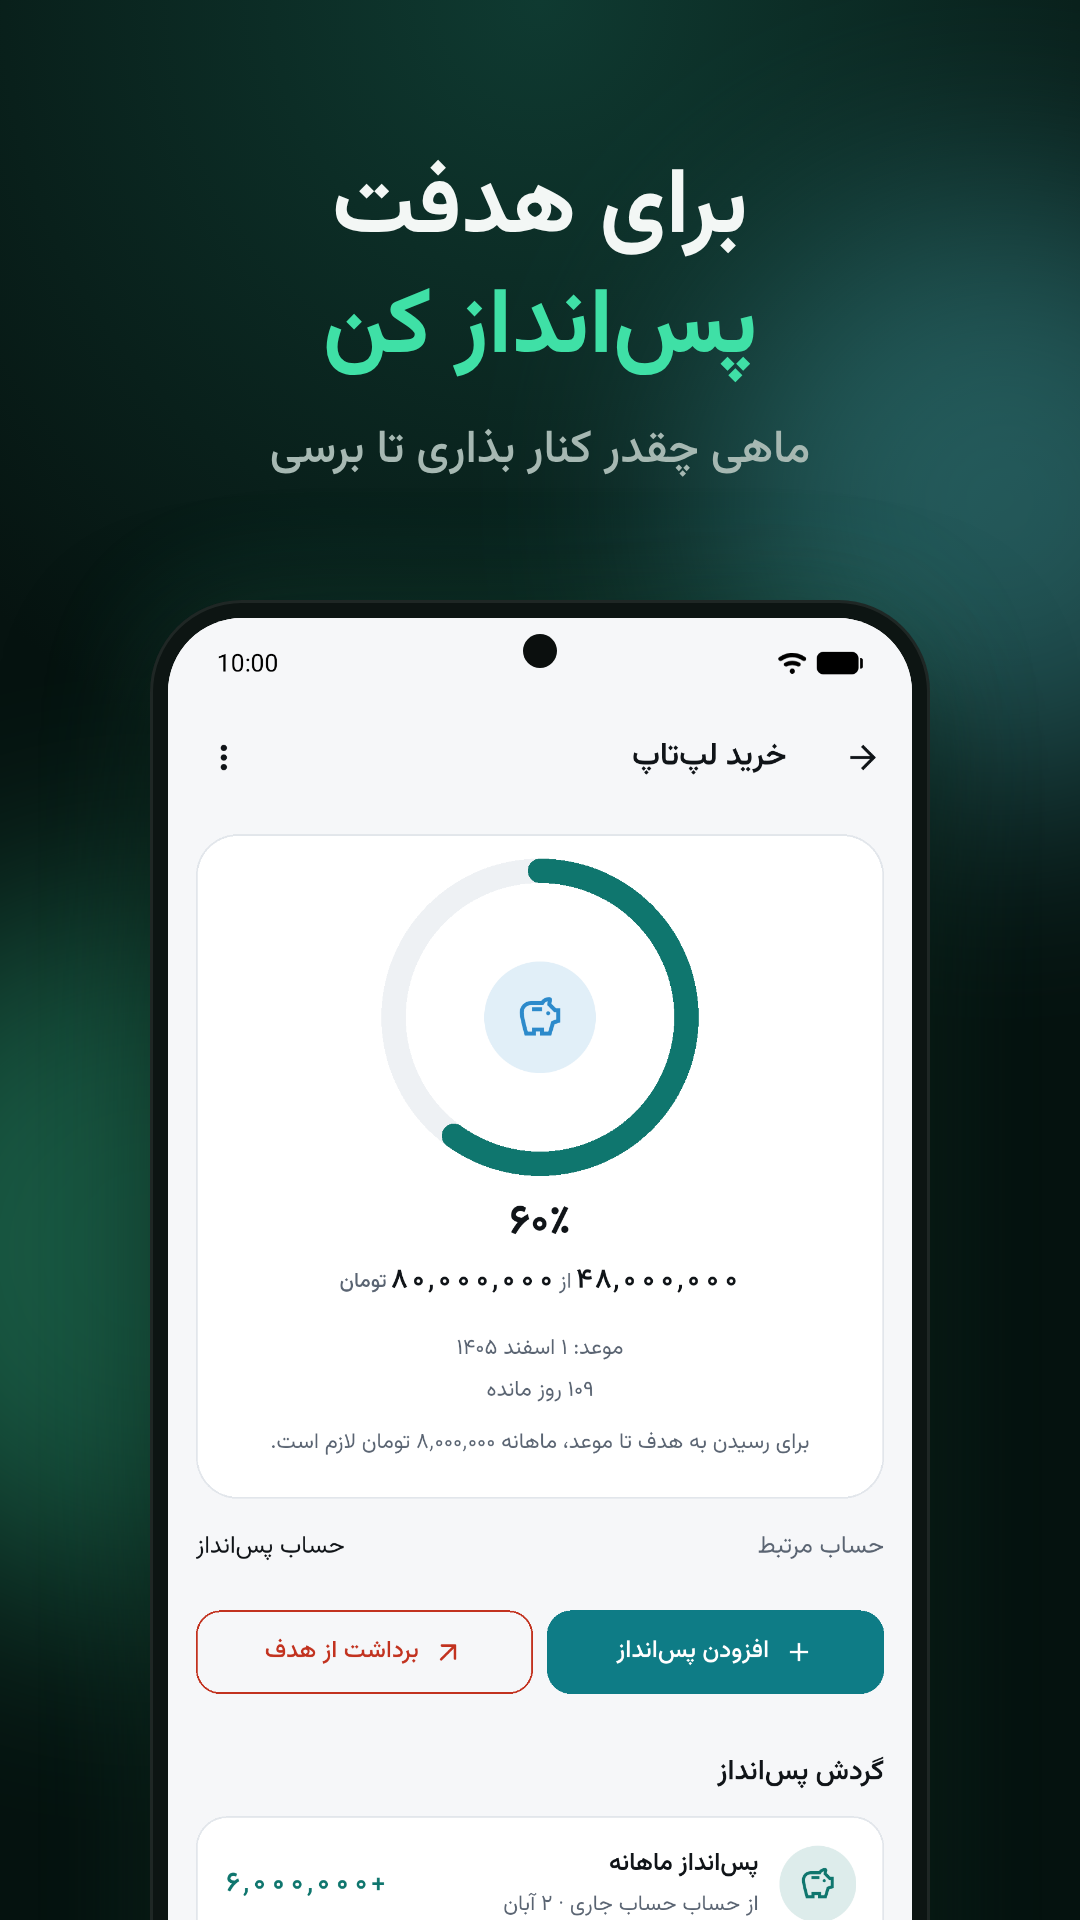 برای هدفت
پس‌انداز کن
ماهی چقدر کنار بذاری تا برسی
10:00
خرید لپ‌تاپ
۶۰٪
۴۸,۰۰۰,۰۰۰ از ۸۰,۰۰۰,۰۰۰ تومان
موعد: ۱ اسفند ۱۴۰۵
۱۰۹ روز مانده
برای رسیدن به هدف تا موعد، ماهانه ۸,۰۰۰,۰۰۰ تومان لازم است.
حساب مرتبط
حساب پس‌انداز
افزودن پس‌انداز
برداشت از هدف
گردش پس‌انداز
پس‌انداز ماهانه
+۶,۰۰۰,۰۰۰
از حساب حساب جاری · ۲ آبان